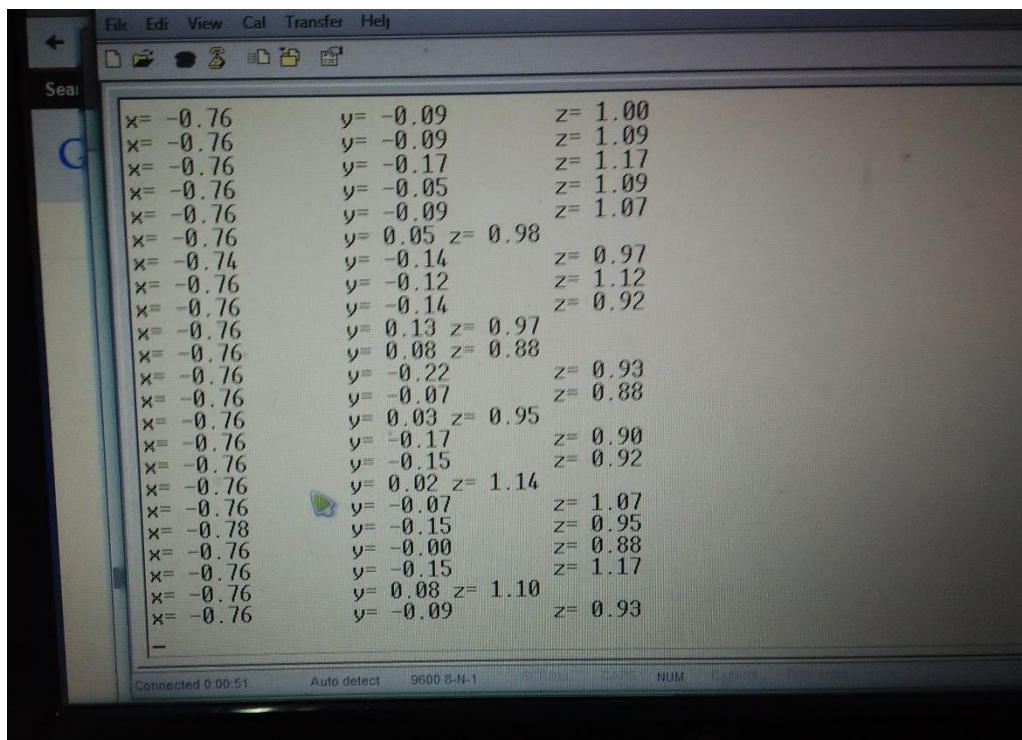 File Edit View Call Transfer Help
Sear
G
x= -0.76 y= -0.09 z= 1.00
x= -0.76 y= -0.09 z= 1.09
x= -0.76 y= -0.17 z= 1.17
x= -0.76 y= -0.05 z= 1.09
x= -0.76 y= -0.09 z= 1.07
x= -0.76 y= 0.05 z= 0.98
x= -0.74 y= -0.14 z= 0.97
x= -0.76 y= -0.12 z= 1.12
x= -0.76 y= -0.14 z= 0.92
x= -0.76 y= 0.13 z= 0.97
x= -0.76 y= 0.08 z= 0.88
x= -0.76 y= -0.22 z= 0.93
x= -0.76 y= -0.07 z= 0.88
x= -0.76 y= 0.03 z= 0.95
x= -0.76 y= -0.17 z= 0.90
x= -0.76 y= -0.15 z= 0.92
x= -0.76 y= 0.02 z= 1.14
x= -0.76 y= -0.07 z= 1.07
x= -0.78 y= -0.15 z= 0.95
x= -0.76 y= -0.00 z= 0.88
x= -0.76 y= -0.15 z= 1.17
x= -0.76 y= 0.08 z= 1.10
x= -0.76 y= -0.09 z= 0.93
_
Connected 0:00:51 Auto detect 9600 8-N-1 SCROLL CAPS NUM